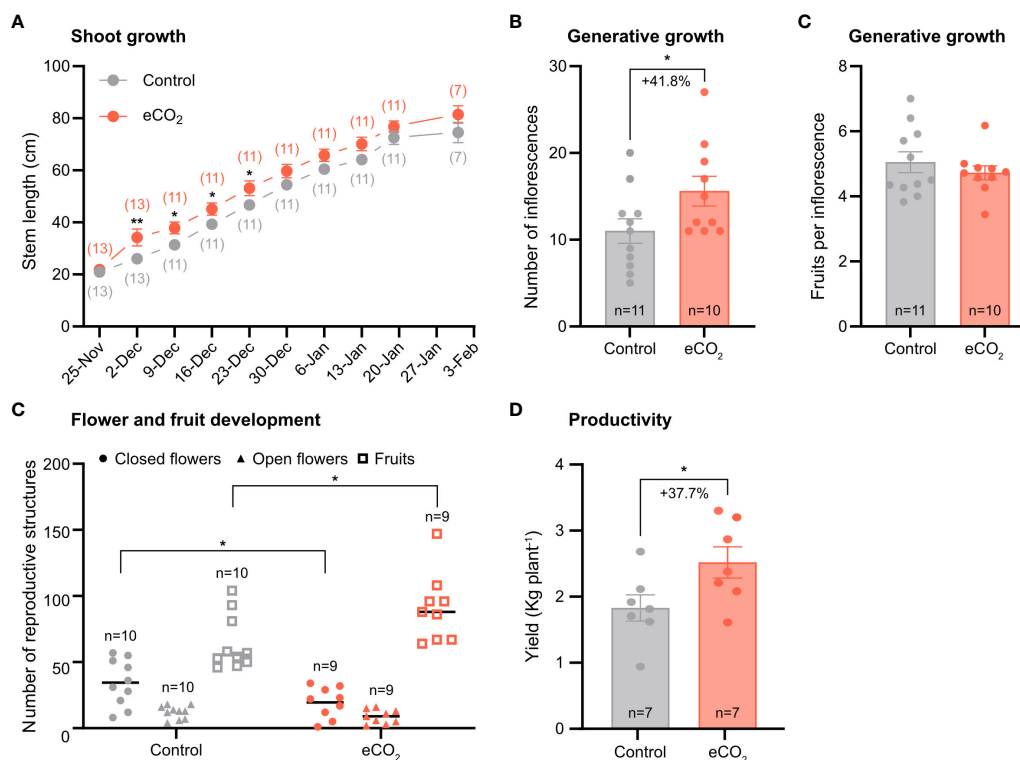 A
Shoot growth
Control
eCO₂
Stem length (cm)
100
80
60
40
20
0
(13)
(13)
(11)
(11)
(11)
(11)
(11)
(11)
(11)
(7)
**
*
*
*
(13)
(13)
(11)
(11)
(11)
(11)
(11)
(11)
(11)
(7)
25-Nov
2-Dec
9-Dec
16-Dec
23-Dec
30-Dec
6-Jan
13-Jan
20-Jan
27-Jan
3-Feb
B
Generative growth
Number of inflorescences
30
20
10
0
*
+41.8%
n=11
n=10
Control
eCO₂
C
Generative growth
Fruits per inflorescence
8
6
4
2
0
n=11
n=10
Control
eCO₂
C
Flower and fruit development
Closed flowers
Open flowers
Fruits
Number of reproductive structures
200
150
100
50
0
*
*
n=10
n=10
n=10
n=9
n=9
n=9
Control
eCO₂
D
Productivity
Yield (Kg plant⁻¹)
4
3
2
1
0
*
+37.7%
n=7
n=7
Control
eCO₂